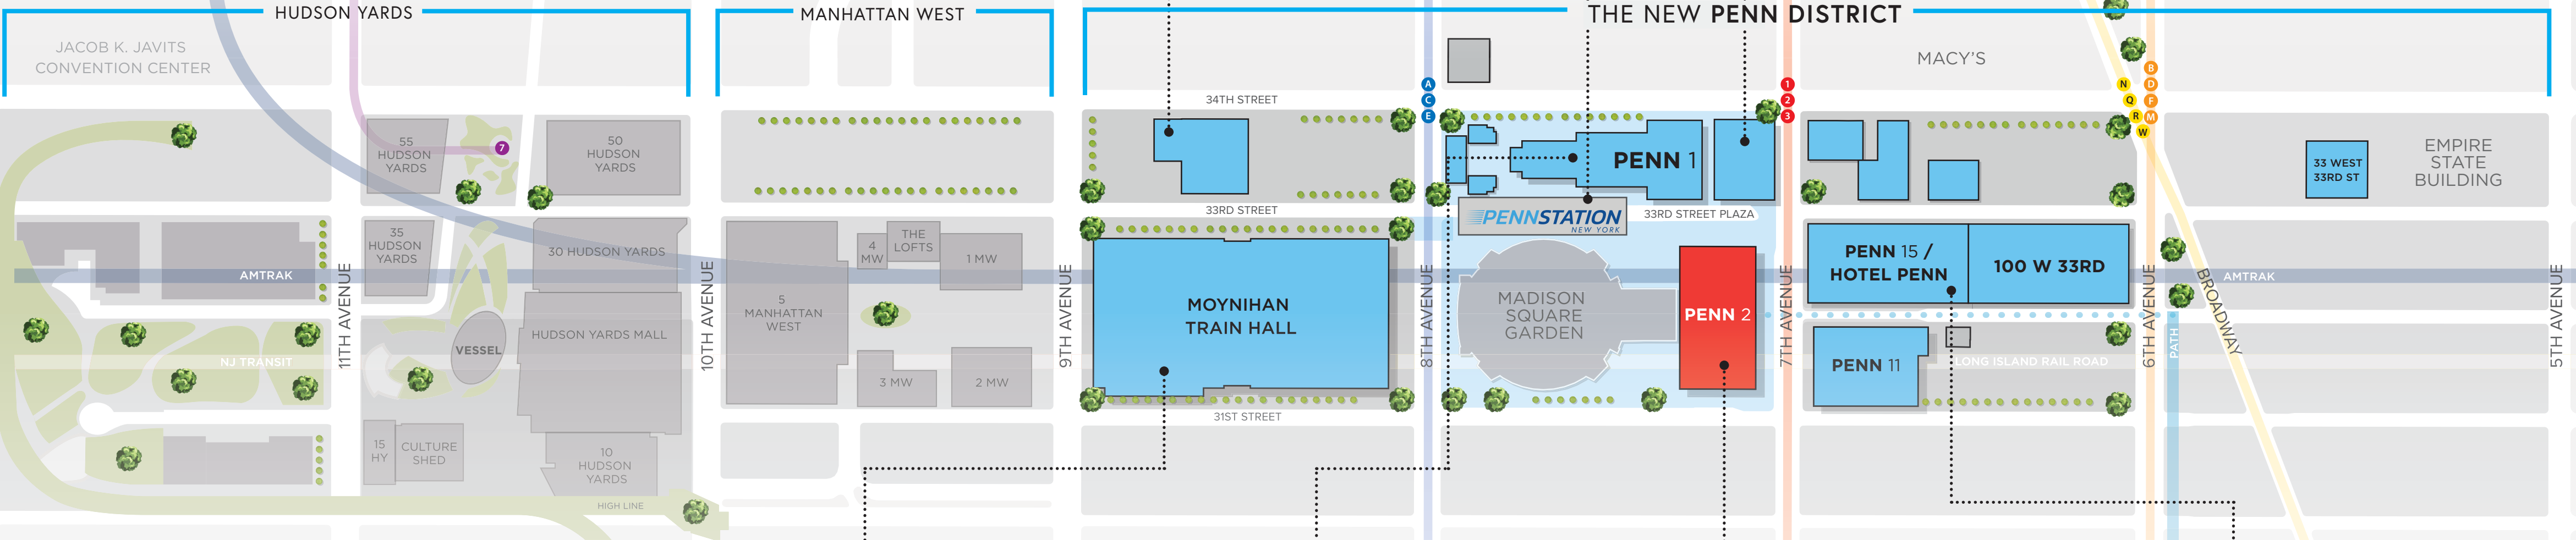 HUDSON YARDS
MANHATTAN WEST
THE NEW PENN DISTRICT
JACOB K. JAVITS
CONVENTION CENTER
MACY'S
A
C
E
1
2
3
N
Q
R
W
B
D
F
M
34TH STREET
55
HUDSON
YARDS
7
50
HUDSON
YARDS
PENN 1
33 WEST
33RD ST
EMPIRE
STATE
BUILDING
33RD STREET
PENNSTATION
NEW YORK
33RD STREET PLAZA
35
HUDSON
YARDS
30 HUDSON YARDS
4
MW
THE
LOFTS
1 MW
AMTRAK
11TH AVENUE
10TH AVENUE
9TH AVENUE
8TH AVENUE
7TH AVENUE
6TH AVENUE
BROADWAY
5TH AVENUE
5
MANHATTAN
WEST
MOYNIHAN
TRAIN HALL
MADISON
SQUARE
GARDEN
PENN 2
PENN 15 /
HOTEL PENN
100 W 33RD
AMTRAK
VESSEL
HUDSON YARDS MALL
NJ TRANSIT
3 MW
2 MW
PENN 11
LONG ISLAND RAIL ROAD
PATH
31ST STREET
15
HY
CULTURE
SHED
10
HUDSON
YARDS
HIGH LINE